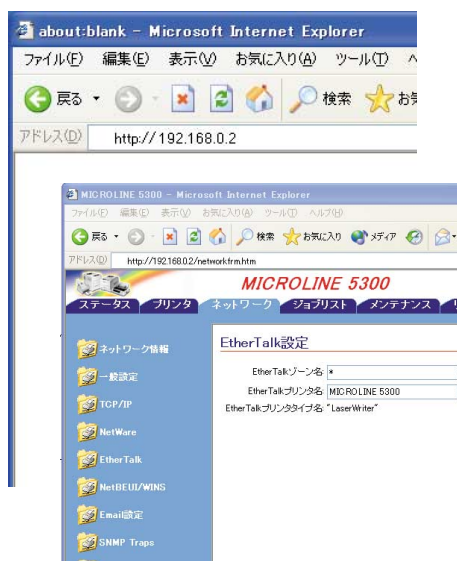 about:blank - Microsoft Internet Explorer
ファイル(F) 編集(E) 表示(V) お気に入り(A) ツール(T)
戻る 検索
アドレス(D) http://192.168.0.2
MICROLINE 5300 - Microsoft Internet Explorer
ファイル(F) 編集(E) 表示(V) お気に入り(A) ツール(T) ヘルプ(H)
戻る 検索 お気に入り メディア
アドレス(D) http://192.168.0.2/networkfrm.htm
MICROLINE 5300
ステータス プリンタ ネットワーク ジョブリスト メンテナンス
ネットワーク情報
一般設定
TCP/IP
NetWare
EtherTalk
NetBEUI/WINS
Email設定
SNMP Traps
EtherTalk設定
EtherTalkゾーン名: *
EtherTalkプリンタ名: MICROLINE 5300
EtherTalkプリンタタイプ名: "LaserWriter"